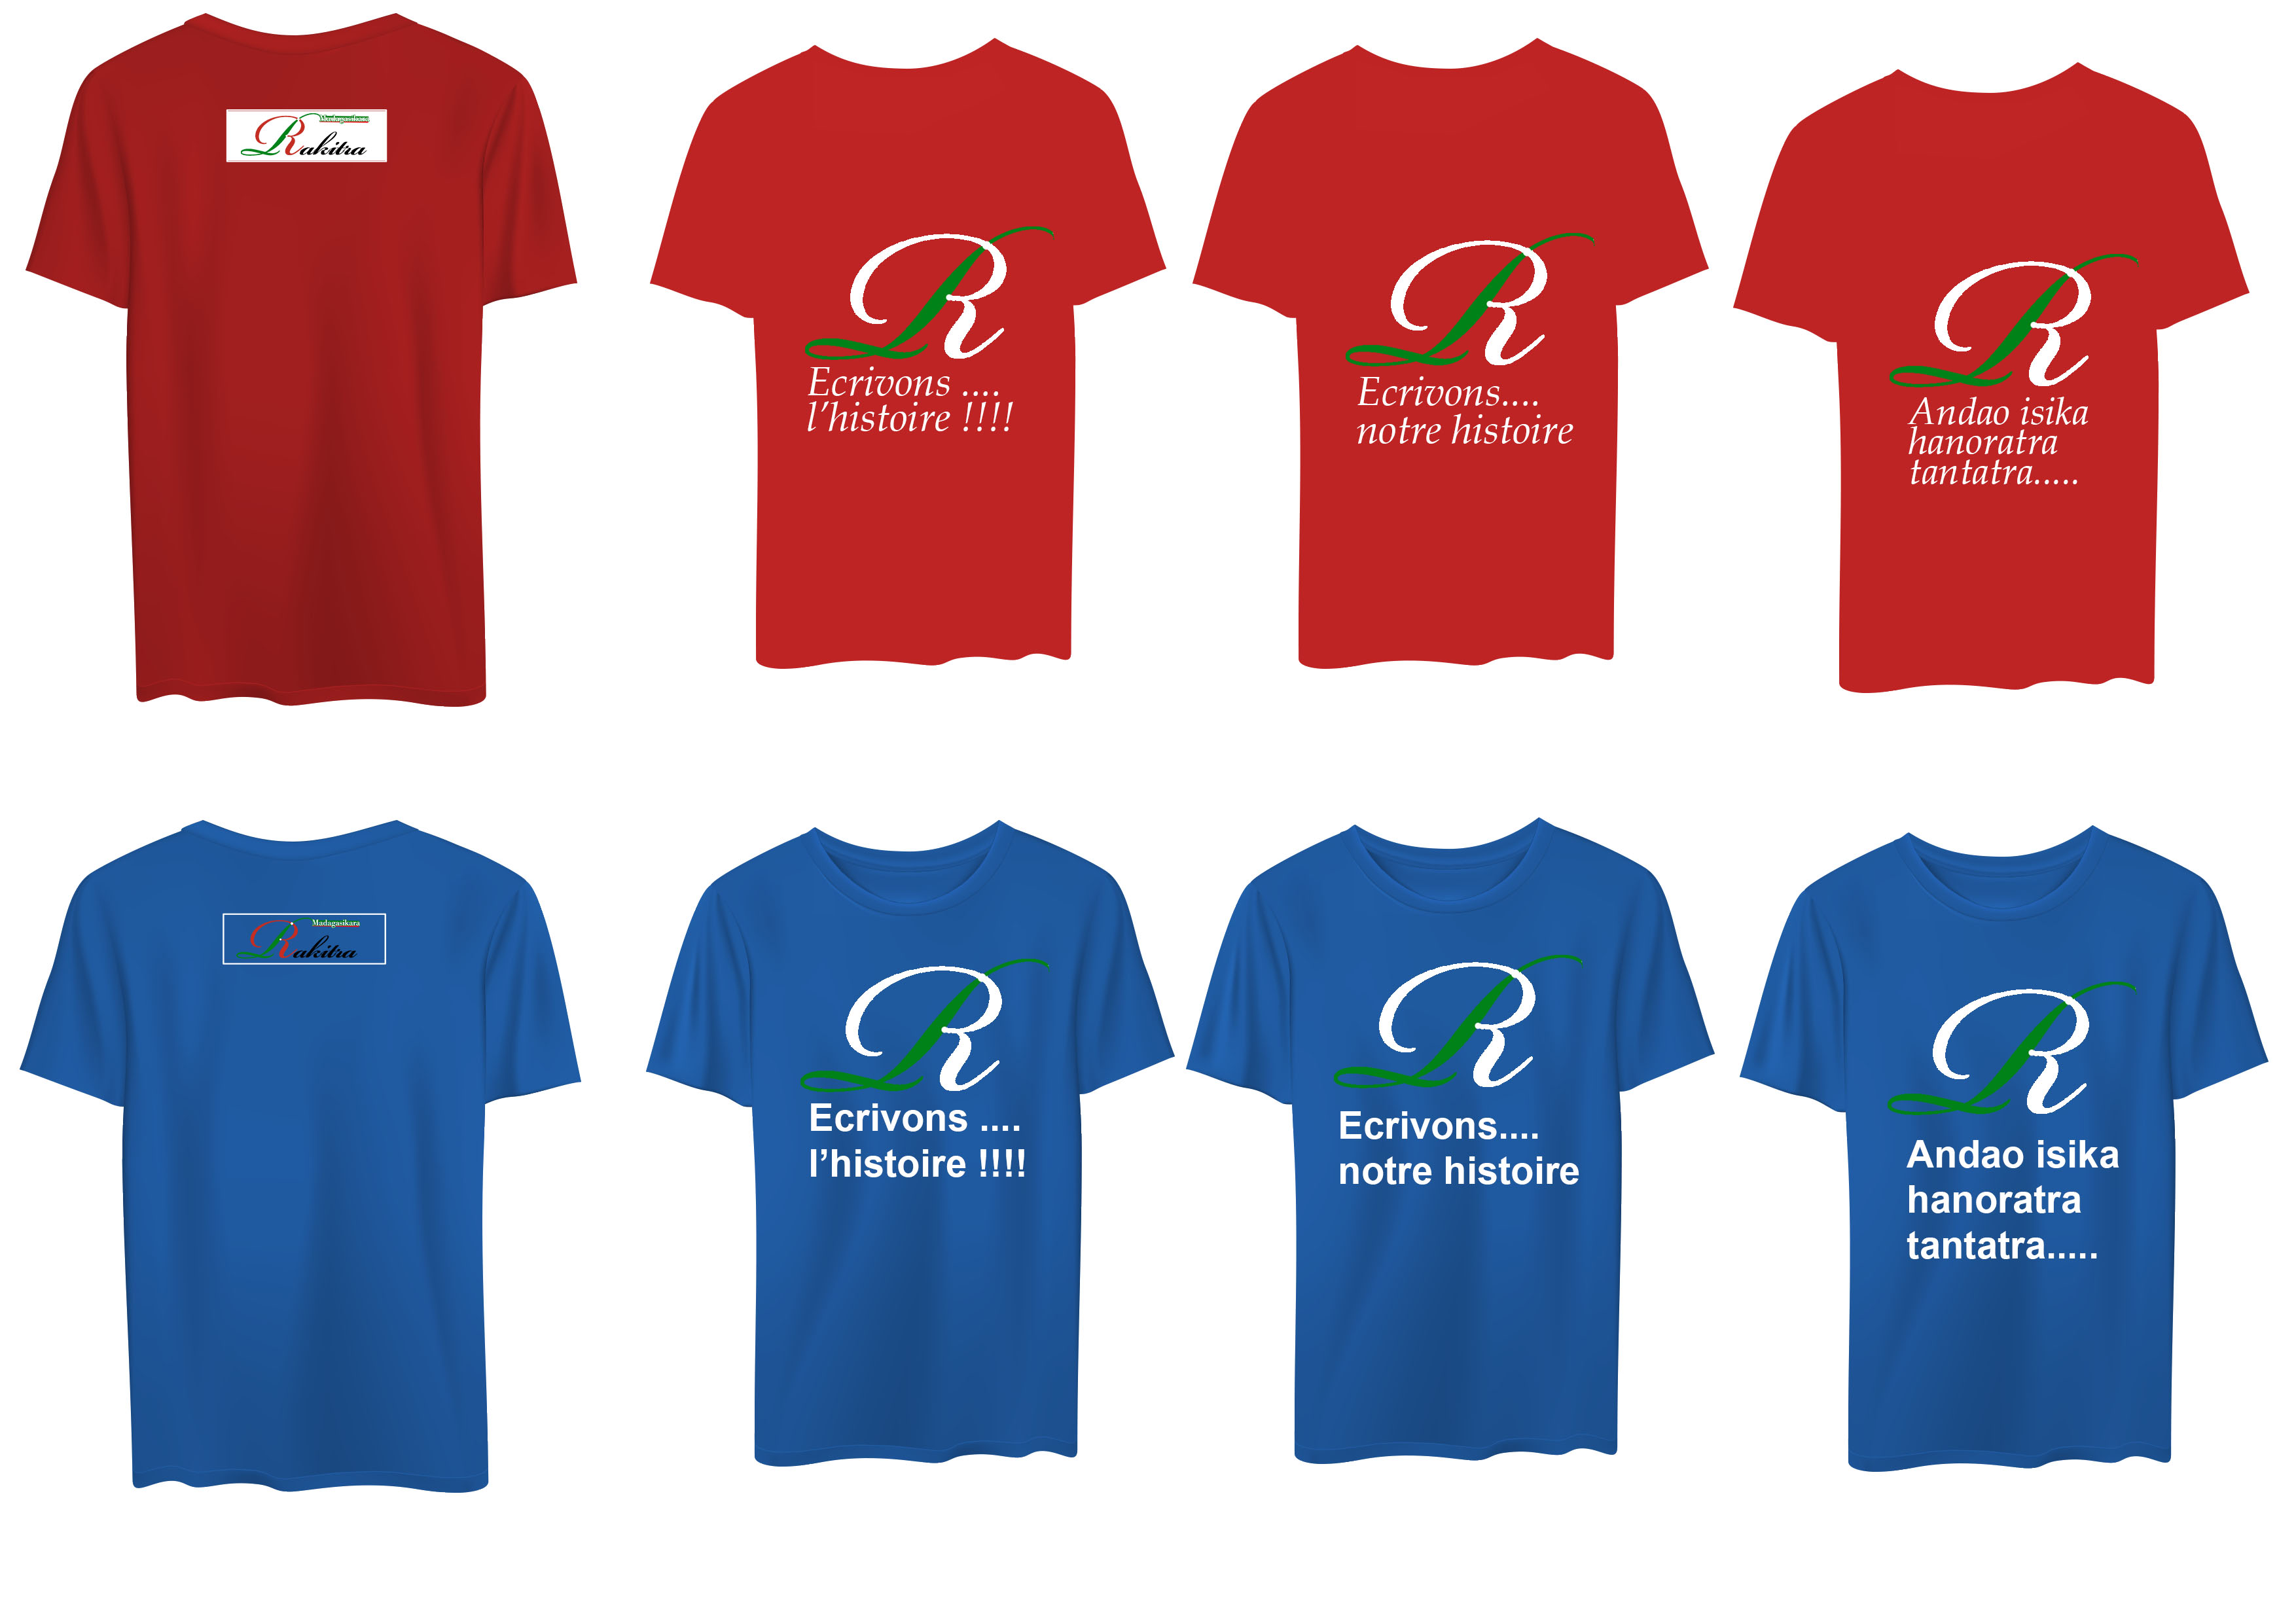 Madagasikara
Rakitra
R
Ecrivons ....
l’histoire !!!!
R
Ecrivons....
notre histoire
R
Andao isika
hanoratra
tantatra.....
Madagasikara
Rakitra
R
Ecrivons ....
l’histoire !!!!
R
Ecrivons....
notre histoire
R
Andao isika
hanoratra
tantatra.....